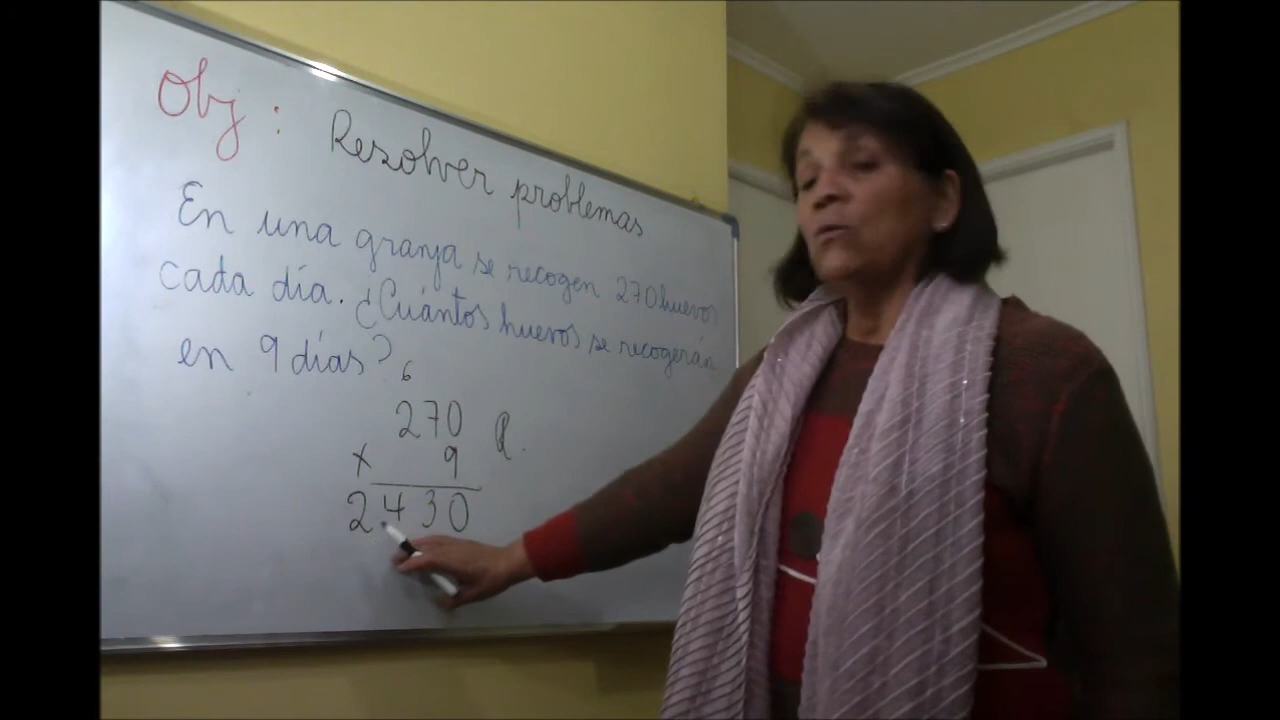 Obj : Resolver problemas
En una granja se recogen 270 huevos
cada día. ¿Cuántos huevos se recogerán
en 9 días?
6
270 R.
x 9
2430